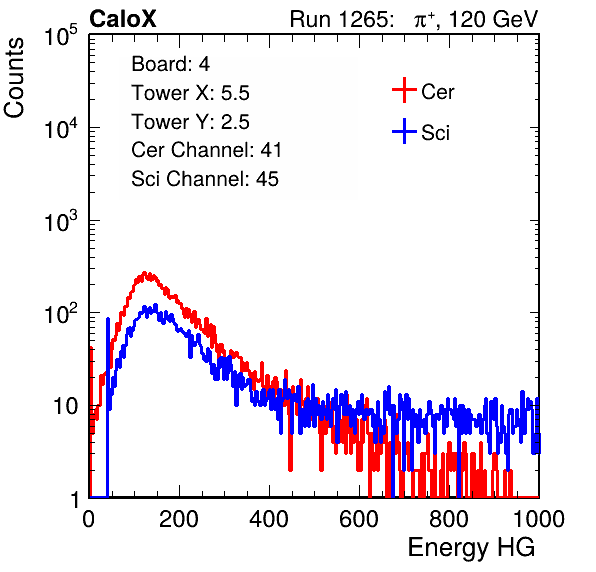 CaloX Run 1265: π⁺, 120 GeV
Counts
10⁵
10⁴
10³
10²
10
1
Board: 4
Tower X: 5.5
Tower Y: 2.5
Cer Channel: 41
Sci Channel: 45
Cer
Sci
0 200 400 600 800 1000
Energy HG